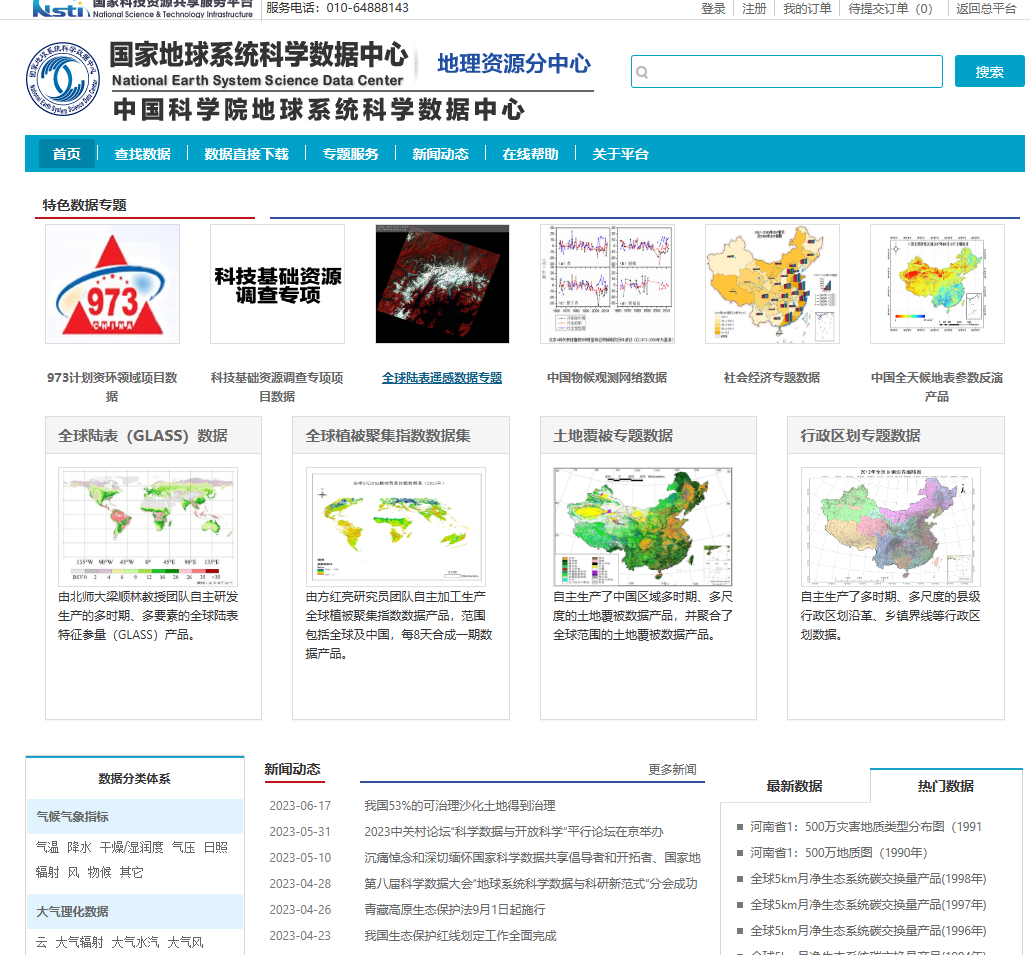 Nsti 国家科技资源共享服务平台
National Science & Technology Infrastructure
服务电话：010-64888143
登录 注册 我的订单 待提交订单（0） 返回总平台
国家地球系统科学数据中心
National Earth System Science Data Center
地理资源分中心
中国科学院地球系统科学数据中心
搜索
首页 查找数据 数据直接下载 专题服务 新闻动态 在线帮助 关于平台
特色数据专题
973
CHINA
科技基础资源
调查专项
973计划资环领域项目数
据
科技基础资源调查专项项
目数据
全球陆表遥感数据专题
中国物候观测网络数据
社会经济专题数据
中国全天候地表参数反演
产品
全球陆表（GLASS）数据
全球植被聚集指数数据集
土地覆被专题数据
行政区划专题数据
135°W 90°W 45°W 0° 45°E 90°E 135°E
由北师大梁顺林教授团队自主研发
生产的多时期、多要素的全球陆表
特征参量（GLASS）产品。
由方红亮研究员团队自主加工生产
全球植被聚集指数数据产品，范围
包括全球及中国，每8天合成一期数
据产品。
自主生产了中国区域多时期、多尺
度的土地覆被数据产品，并聚合了
全球范围的土地覆被数据产品。
自主生产了多时期、多尺度的县级
行政区划沿革、乡镇界线等行政区
划数据。
数据分类体系
气候气象指标
气温 降水 干燥/湿润度 气压 日照
辐射 风 物候 其它
大气理化数据
云 大气辐射 大气水汽 大气风
新闻动态
更多新闻
2023-06-17 我国53%的可治理沙化土地得到治理
2023-05-31 2023中关村论坛“科学数据与开放科学”平行论坛在京举办
2023-05-10 沉痛悼念和深切缅怀国家科学数据共享倡导者和开拓者、国家地
2023-04-28 第八届科学数据大会“地球系统科学数据与科研新范式”分会成功
2023-04-26 青藏高原生态保护法9月1日起施行
2023-04-23 我国生态保护红线划定工作全面完成
最新数据 热门数据
河南省1：500万灾害地质类型分布图（1991
河南省1：500万地质图（1990年）
全球5km月净生态系统碳交换量产品(1998年)
全球5km月净生态系统碳交换量产品(1997年)
全球5km月净生态系统碳交换量产品(1996年)